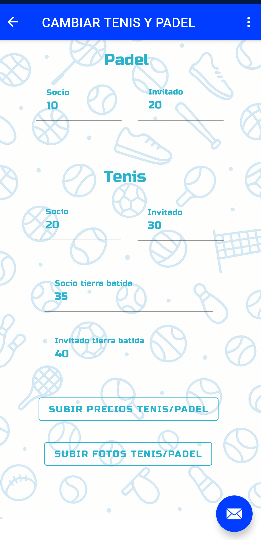 CAMBIAR TENIS Y PADEL
Padel
Socio Invitado
10 20
Tenis
Socio Invitado
20 30
Socio tierra batida
35
Invitado tierra batida
40
SUBIR PRECIOS TENIS/PADEL
SUBIR FOTOS TENIS/PADEL